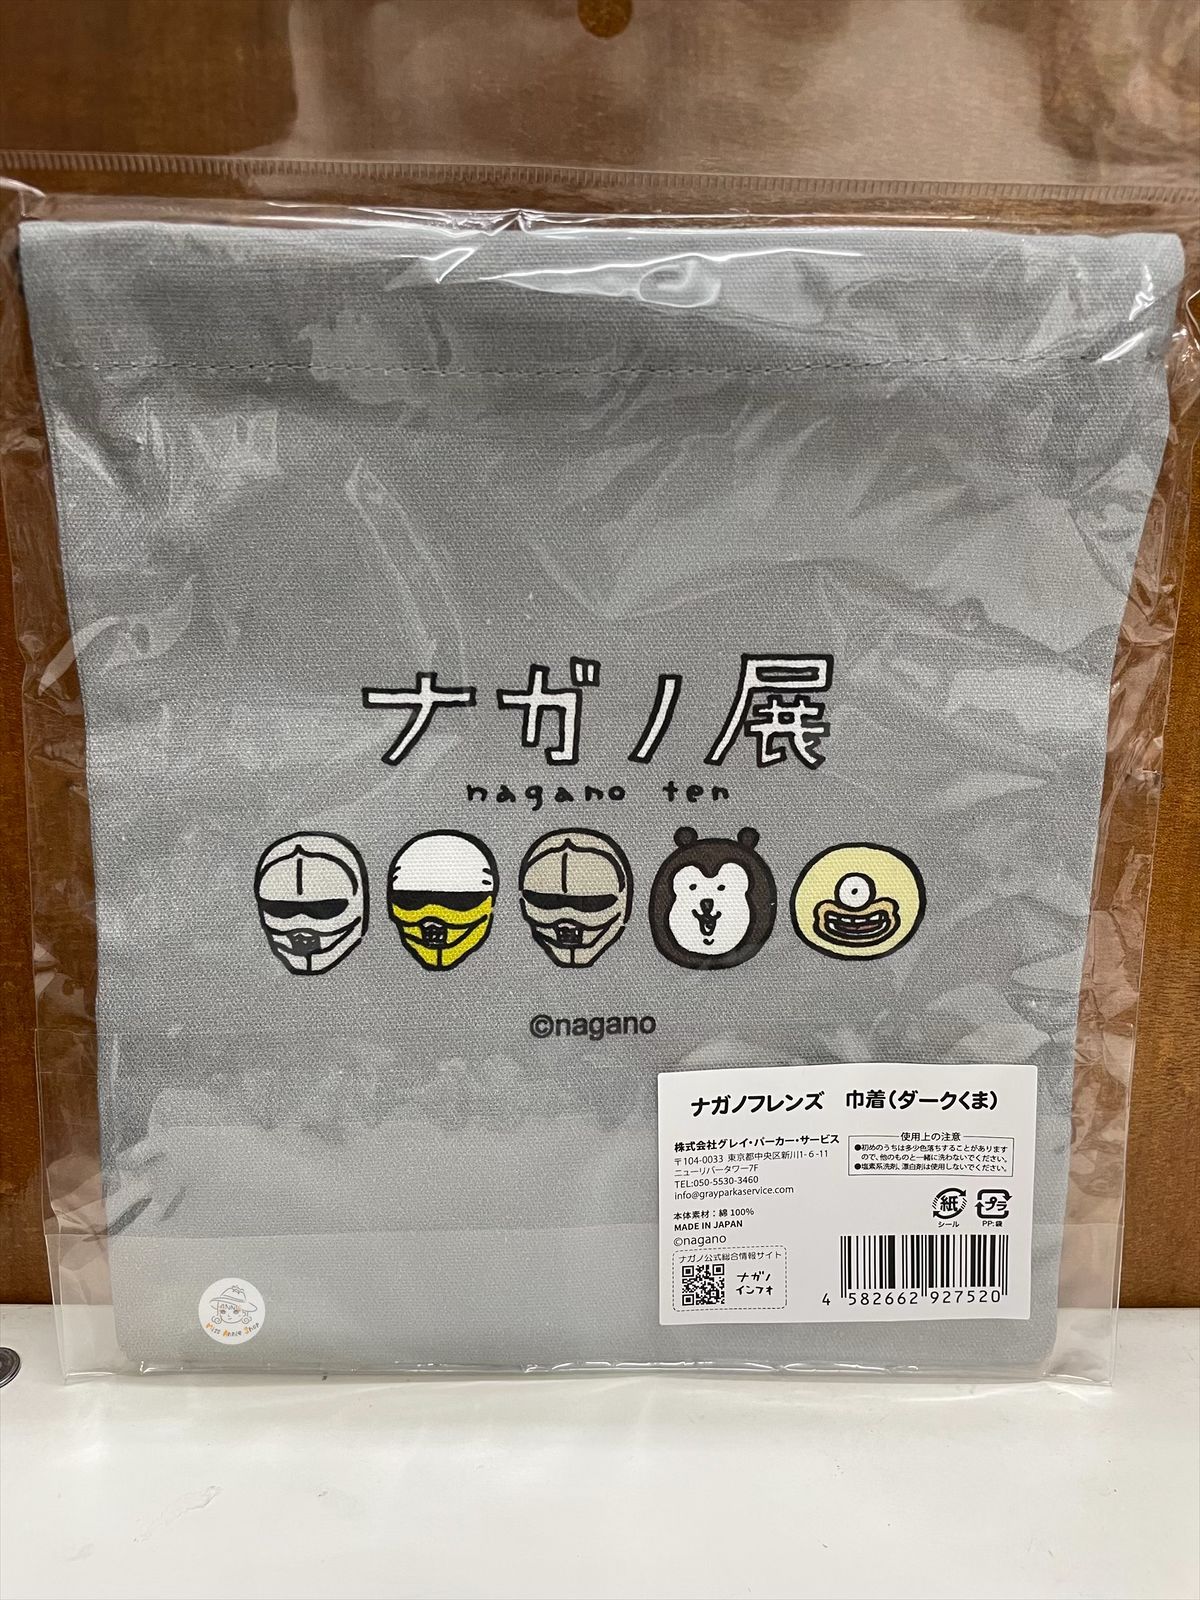 ナガノ展
nagano ten
©nagano
ナガノフレンズ 巾着(ダークくま)
株式会社グレイ・パーカー・サービス
〒104-0033 東京都中央区新川1-6-11
ニューリバータワー7F
TEL:050-5530-3460
info@grayparkaservice.com
使用上の注意
●初めのうちは多少色落ちすることがあります
ので、他のものと一緒に洗わないでください。
●塩素系洗剤、漂白剤は使用しないでください。
紙
シール
プラ
PP:袋
本体素材:綿 100%
MADE IN JAPAN
©nagano
ナガノ公式総合情報サイト
ナガノ
インフォ
4 582662 927520
ANNIE
Miss Annie Shop